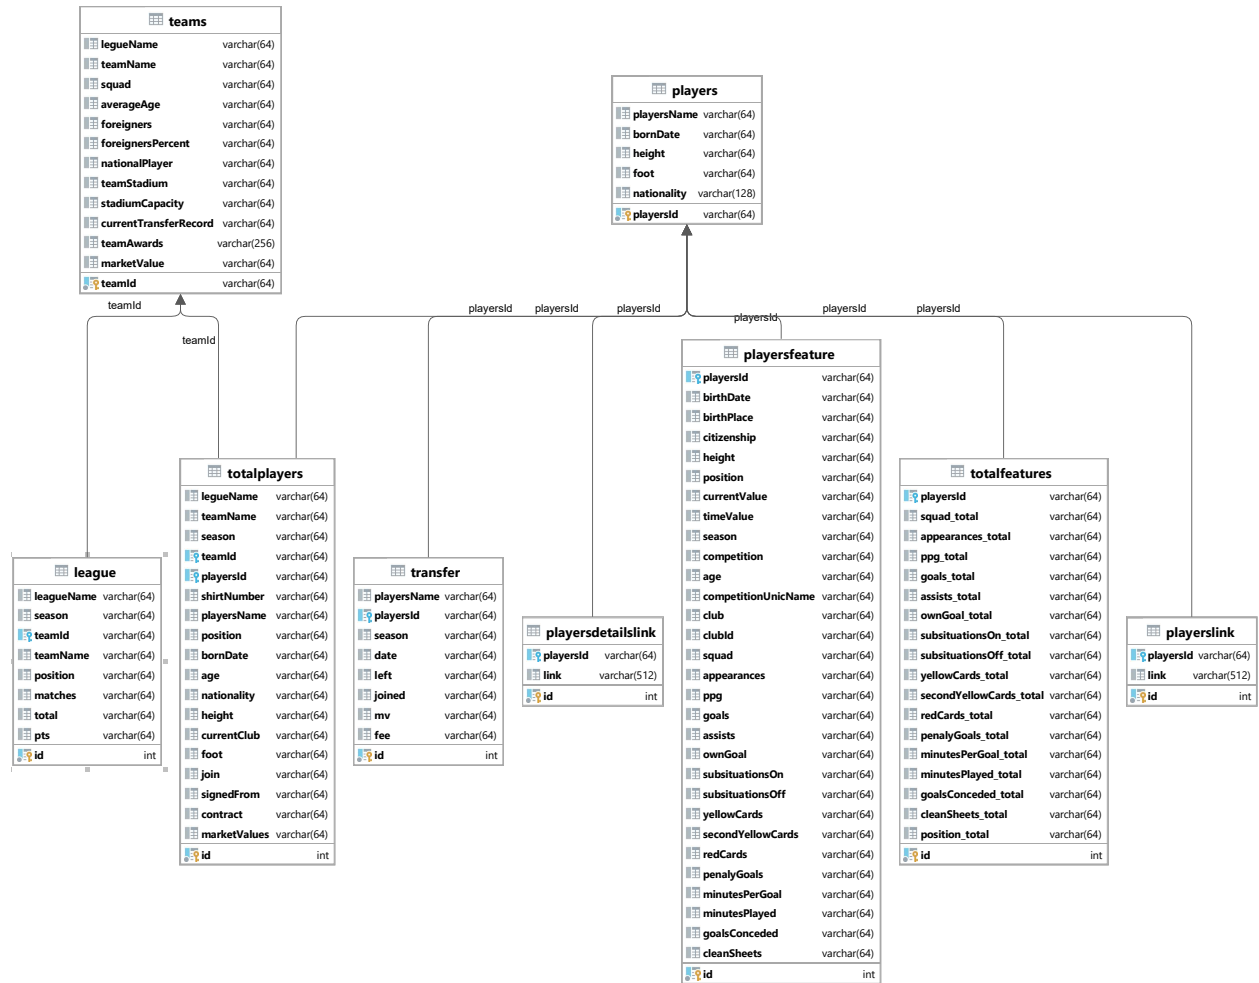 teams
legueName varchar(64)
teamName varchar(64)
squad varchar(64)
averageAge varchar(64)
foreigners varchar(64)
foreignersPercent varchar(64)
nationalPlayer varchar(64)
teamStadium varchar(64)
stadiumCapacity varchar(64)
currentTransferRecord varchar(64)
teamAwards varchar(256)
marketValue varchar(64)
teamId varchar(64)
players
playersName varchar(64)
bornDate varchar(64)
height varchar(64)
foot varchar(64)
nationality varchar(128)
playersId varchar(64)
teamId
teamId
playersId
playersId
playersId
playersId
playersId
playersId
league
leagueName varchar(64)
season varchar(64)
teamId varchar(64)
teamName varchar(64)
position varchar(64)
matches varchar(64)
total varchar(64)
pts varchar(64)
id int
totalplayers
legueName varchar(64)
teamName varchar(64)
season varchar(64)
teamId varchar(64)
playersId varchar(64)
shirtNumber varchar(64)
playersName varchar(64)
position varchar(64)
bornDate varchar(64)
age varchar(64)
nationality varchar(64)
height varchar(64)
currentClub varchar(64)
foot varchar(64)
join varchar(64)
signedFrom varchar(64)
contract varchar(64)
marketValues varchar(64)
id int
transfer
playersName varchar(64)
playersId varchar(64)
season varchar(64)
date varchar(64)
left varchar(64)
joined varchar(64)
mv varchar(64)
fee varchar(64)
id int
playersdetailslink
playersId varchar(64)
link varchar(512)
id int
playersfeature
playersId varchar(64)
birthDate varchar(64)
birthPlace varchar(64)
citizenship varchar(64)
height varchar(64)
position varchar(64)
currentValue varchar(64)
timeValue varchar(64)
season varchar(64)
competition varchar(64)
age varchar(64)
competitionUnicName varchar(64)
club varchar(64)
clubId varchar(64)
squad varchar(64)
appearances varchar(64)
ppg varchar(64)
goals varchar(64)
assists varchar(64)
ownGoal varchar(64)
subsituationsOn varchar(64)
subsituationsOff varchar(64)
yellowCards varchar(64)
secondYellowCards varchar(64)
redCards varchar(64)
penalyGoals varchar(64)
minutesPerGoal varchar(64)
minutesPlayed varchar(64)
goalsConceded varchar(64)
cleanSheets varchar(64)
id int
totalfeatures
playersId varchar(64)
squad_total varchar(64)
appearances_total varchar(64)
ppg_total varchar(64)
goals_total varchar(64)
assists_total varchar(64)
ownGoal_total varchar(64)
subsituationsOn_total varchar(64)
subsituationsOff_total varchar(64)
yellowCards_total varchar(64)
secondYellowCards_total varchar(64)
redCards_total varchar(64)
penalyGoals_total varchar(64)
minutesPerGoal_total varchar(64)
minutesPlayed_total varchar(64)
goalsConceded_total varchar(64)
cleanSheets_total varchar(64)
position_total varchar(64)
id int
playerslink
playersId varchar(64)
link varchar(512)
id int